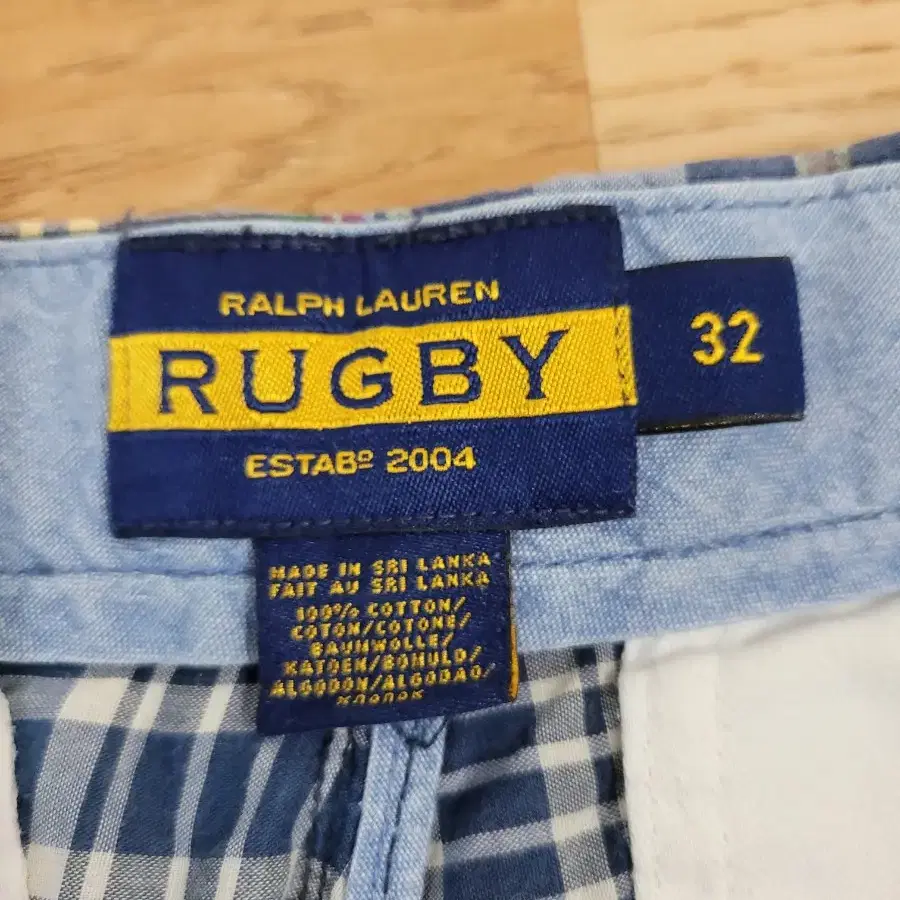 RALPH LAUREN
RUGBY
ESTABº 2004
32
MADE IN SRI LANKA
FAIT AU SRI LANKA
100% COTTON/
COTON/COTONE/
BAUMWOLLE/
KATOEN/BOMULD/
ALGODON/ALGODAO/